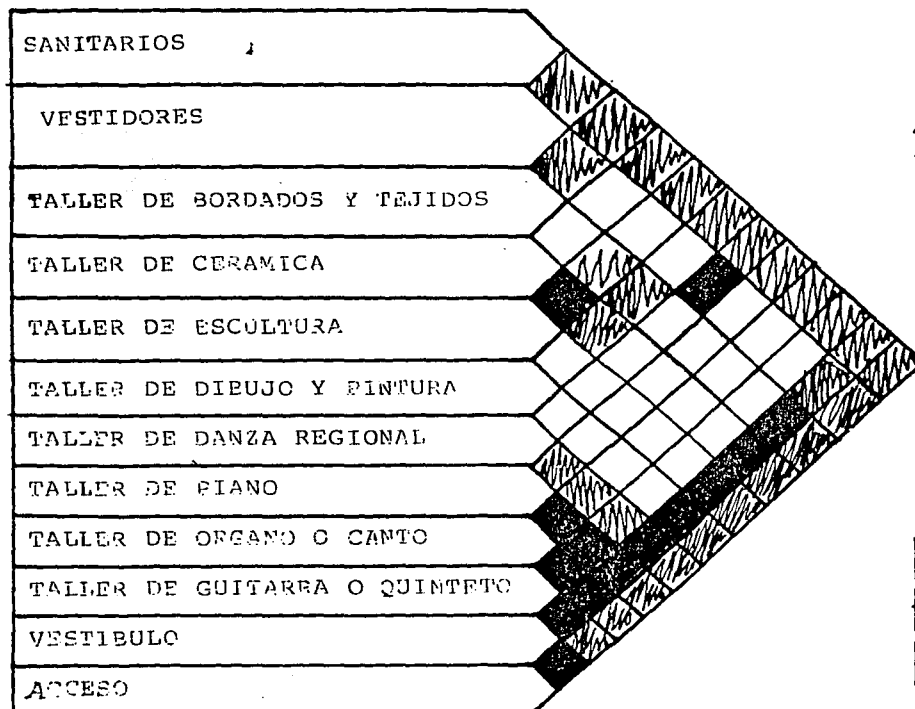 SANITARIOS
VESTIDORES
TALLER DE BORDADOS Y TEJIDOS
TALLER DE CERAMICA
TALLER DE ESCULTURA
TALLER DE DIBUJO Y PINTURA
TALLER DE DANZA REGIONAL
TALLER DE PIANO
TALLER DE ORGANO O CANTO
TALLER DE GUITARRA O QUINTETO
VESTIBULO
ACCESO